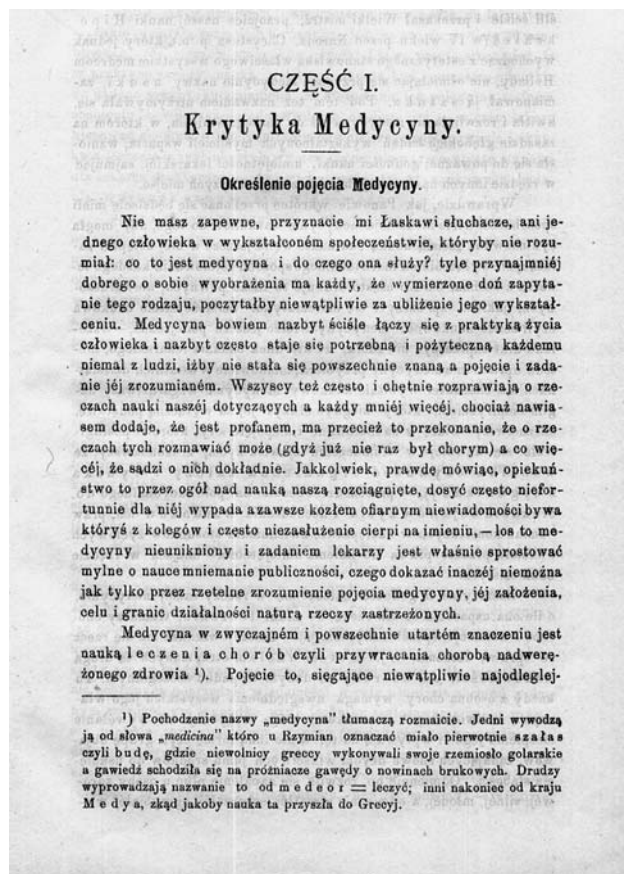 CZĘŚĆ I.
Krytyka Medycyny.
Określenie pojęcia Medycyny.
Nie masz zapewne, przyznacie mi Łaskawi słuchacze, ani je-
dnego człowieka w wykształconém społeczeństwie, któryby nie rozu-
miał: co to jest medycyna i do czego ona służy? tyle przynajmniéj
dobrego o sobie wyobrażenia ma każdy, że wymierzone doń zapyta-
nie tego rodzaju, poczytałby niewątpliwie za ubliżenie jego wykształ-
ceniu. Medycyna bowiem nazbyt ściśle łączy się z praktyką życia
człowieka i nazbyt często staje się potrzebną i pożyteczną każdemu
niemal z ludzi, iżby nie stała się powszechnie znaną a pojęcie i zada-
nie jéj zrozumianém. Wszyscy też często i chętnie rozprawiają o rze-
czach nauki naszéj dotyczących a każdy mniéj więcéj. chociaż nawia-
sem dodaje, że jest profanem, ma przecież to przekonanie, że o rze-
czach tych rozmawiać może (gdyż już nie raz był chorym) a co wię-
céj, że sądzi o nich dokładnie. Jakkolwiek, prawdę mówiąc, opiekuń-
stwo to przez ogół nad nauką naszą rozciągnięte, dosyć często niefor-
tunnie dla niéj wypada a zawsze kozłem ofiarnym niewiadomości bywa
któryś z kolegów i często niezasłużenie cierpi na imieniu, — los to me-
dycyny nieunikniony i zadaniem lekarzy jest właśnie sprostować
mylne o nauce mniemanie publiczności, czego dokazać inaczéj niemożna
jak tylko przez rzetelne zrozumienie pojęcia medycyny, jéj założenia,
celu i granic działalności naturą rzeczy zastrzeżonych.
Medycyna w zwyczajném i powszechnie utartém znaczeniu jest
nauką leczenia chorób czyli przywracania chorobą nadwerę-
żonego zdrowia ¹). Pojęcie to, sięgające niewątpliwie najodleglej-
¹) Pochodzenie nazwy „medycyna" tłumaczą rozmaicie. Jedni wywodzą
ją od słowa „medicina" któro u Rzymian oznaczać miało pierwotnie szałas
czyli budę, gdzie niewolnicy greccy wykonywali swoje rzemiosło golarskie
a gawiedź schodziła się na próżniacze gawędy o nowinach brukowych. Drudzy
wyprowadzają nazwanie to od medeor = leczyć; inni nakoniec od kraju
Medya, zkąd jakoby nauka ta przyszła do Grecyj.